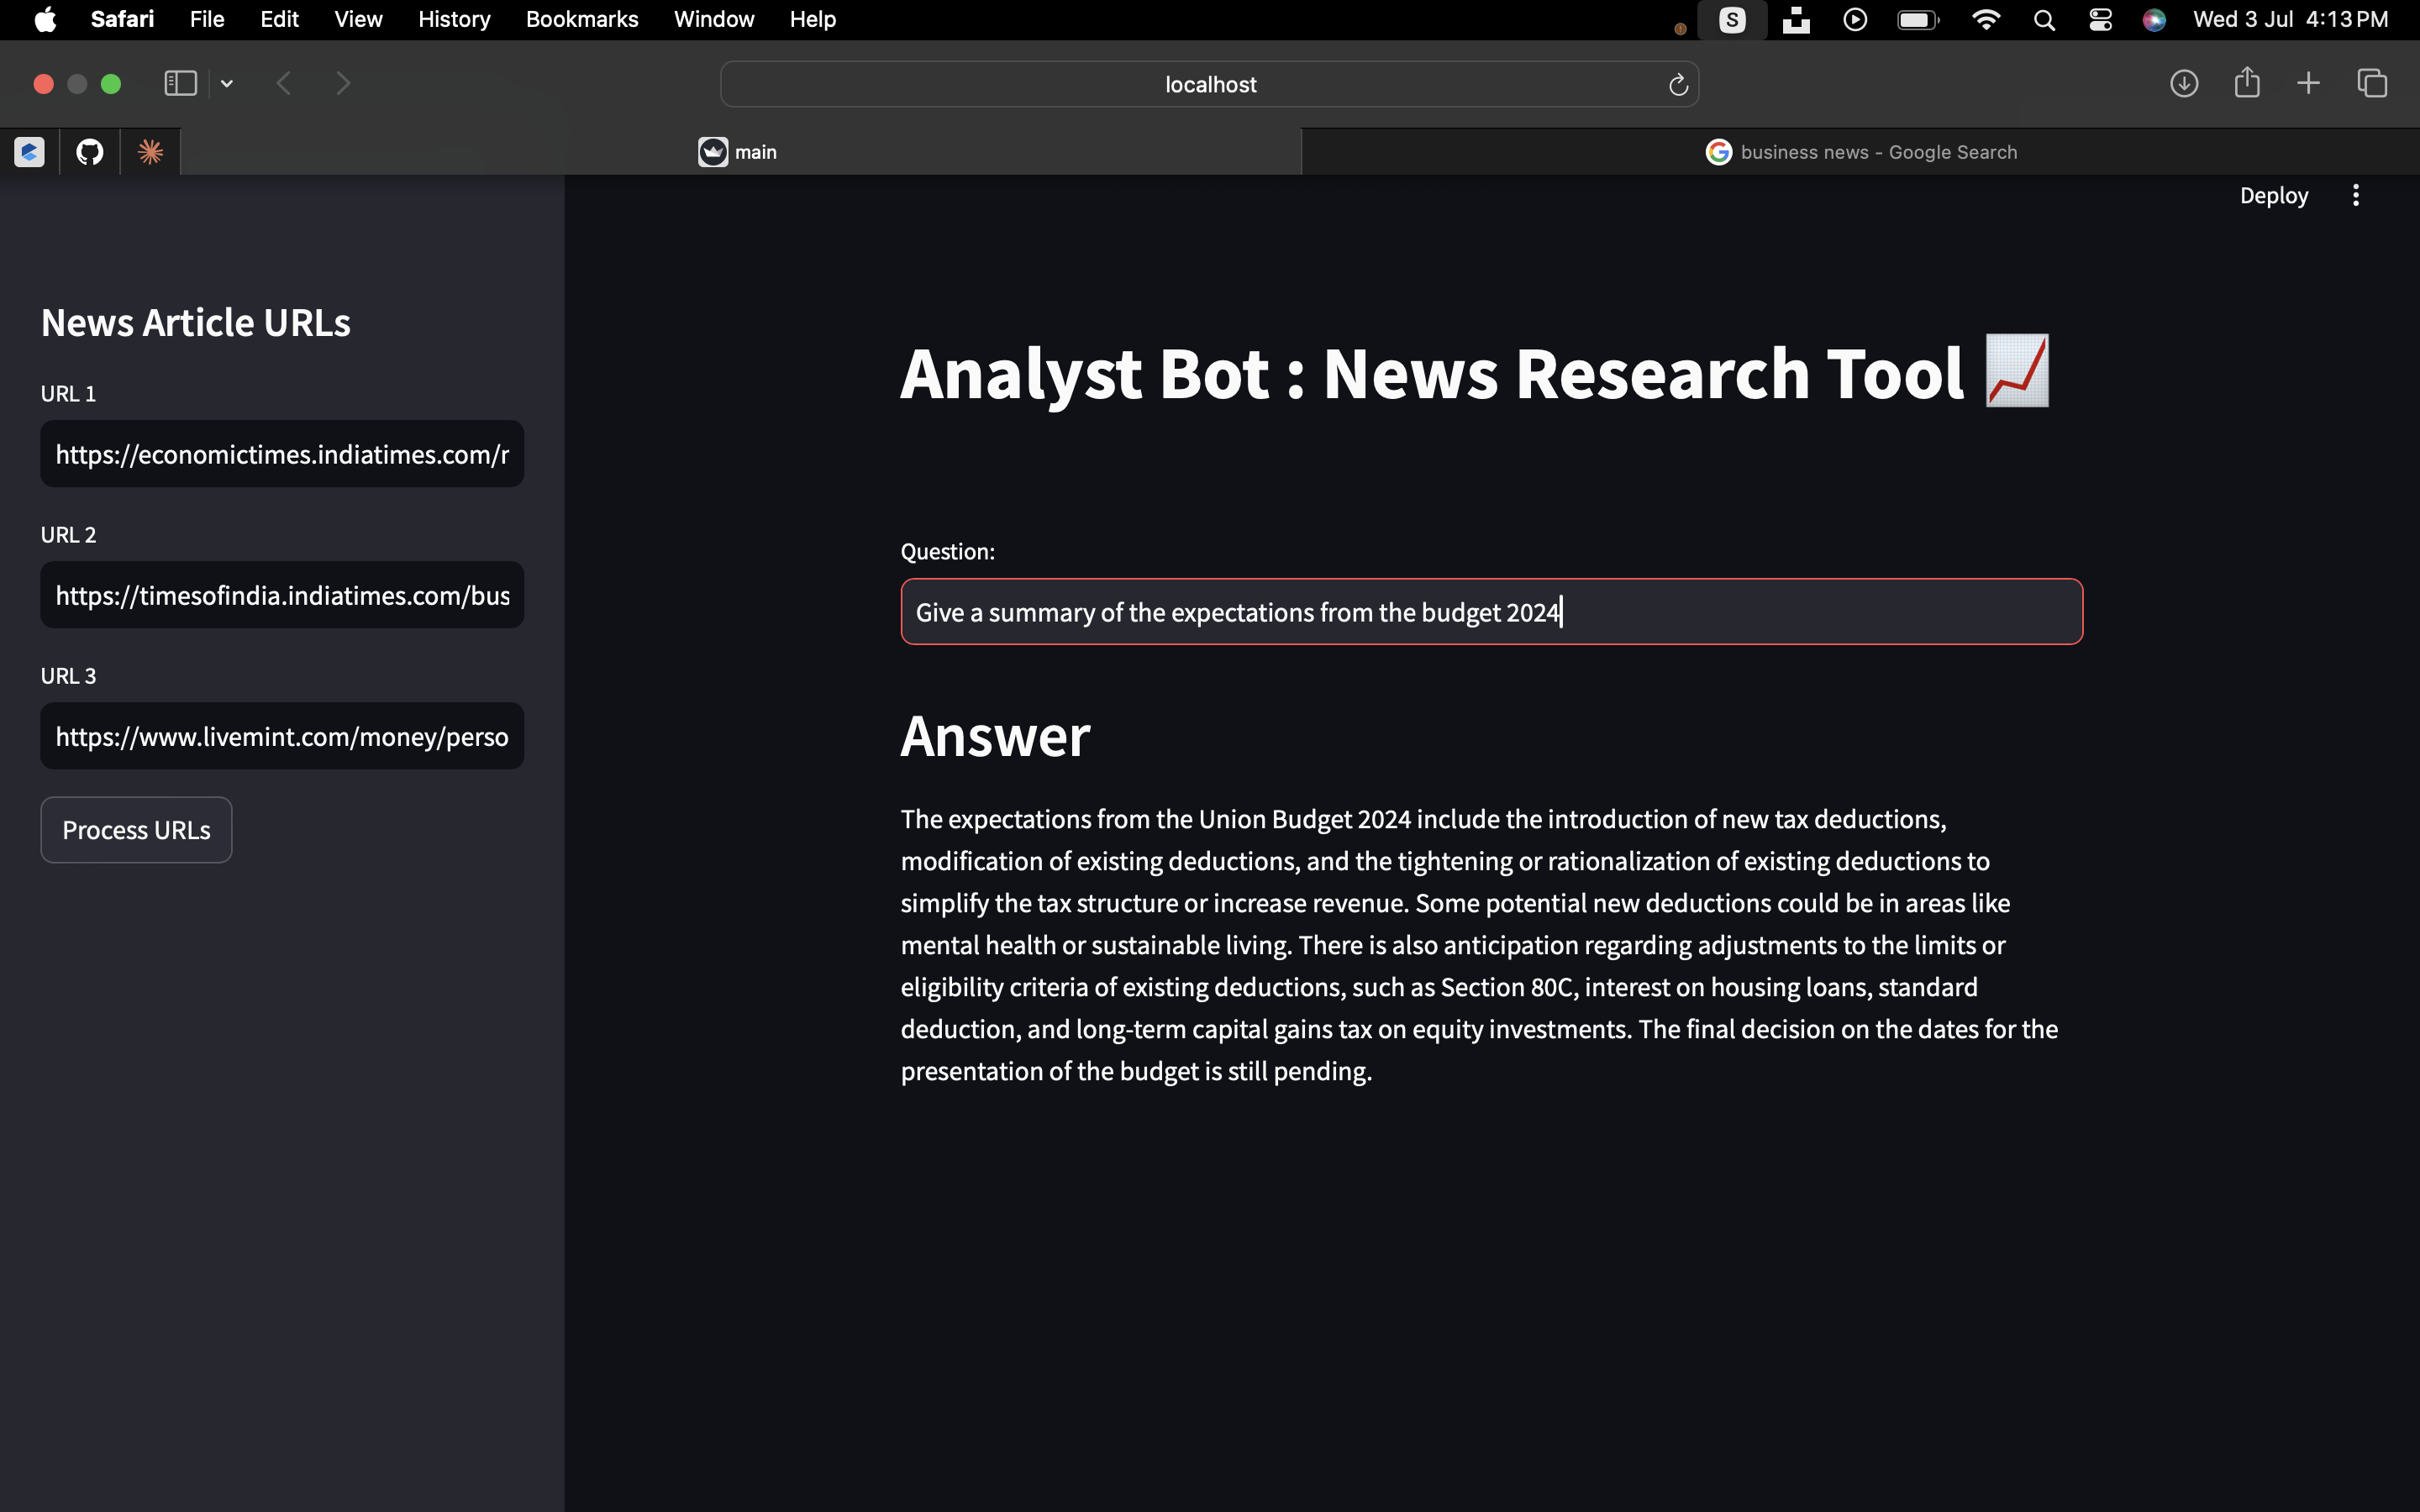 Safari File Edit View History Bookmarks Window Help S Wed 3 Jul 4:13 PM
localhost
main
business news - Google Search
Deploy
News Article URLs
URL 1
https://economictimes.indiatimes.com/r
URL 2
https://timesofindia.indiatimes.com/bus
URL 3
https://www.livemint.com/money/perso
Process URLs
Analyst Bot : News Research Tool 📈
Question:
Give a summary of the expectations from the budget 2024
Answer
The expectations from the Union Budget 2024 include the introduction of new tax deductions,
modification of existing deductions, and the tightening or rationalization of existing deductions to
simplify the tax structure or increase revenue. Some potential new deductions could be in areas like
mental health or sustainable living. There is also anticipation regarding adjustments to the limits or
eligibility criteria of existing deductions, such as Section 80C, interest on housing loans, standard
deduction, and long-term capital gains tax on equity investments. The final decision on the dates for the
presentation of the budget is still pending.